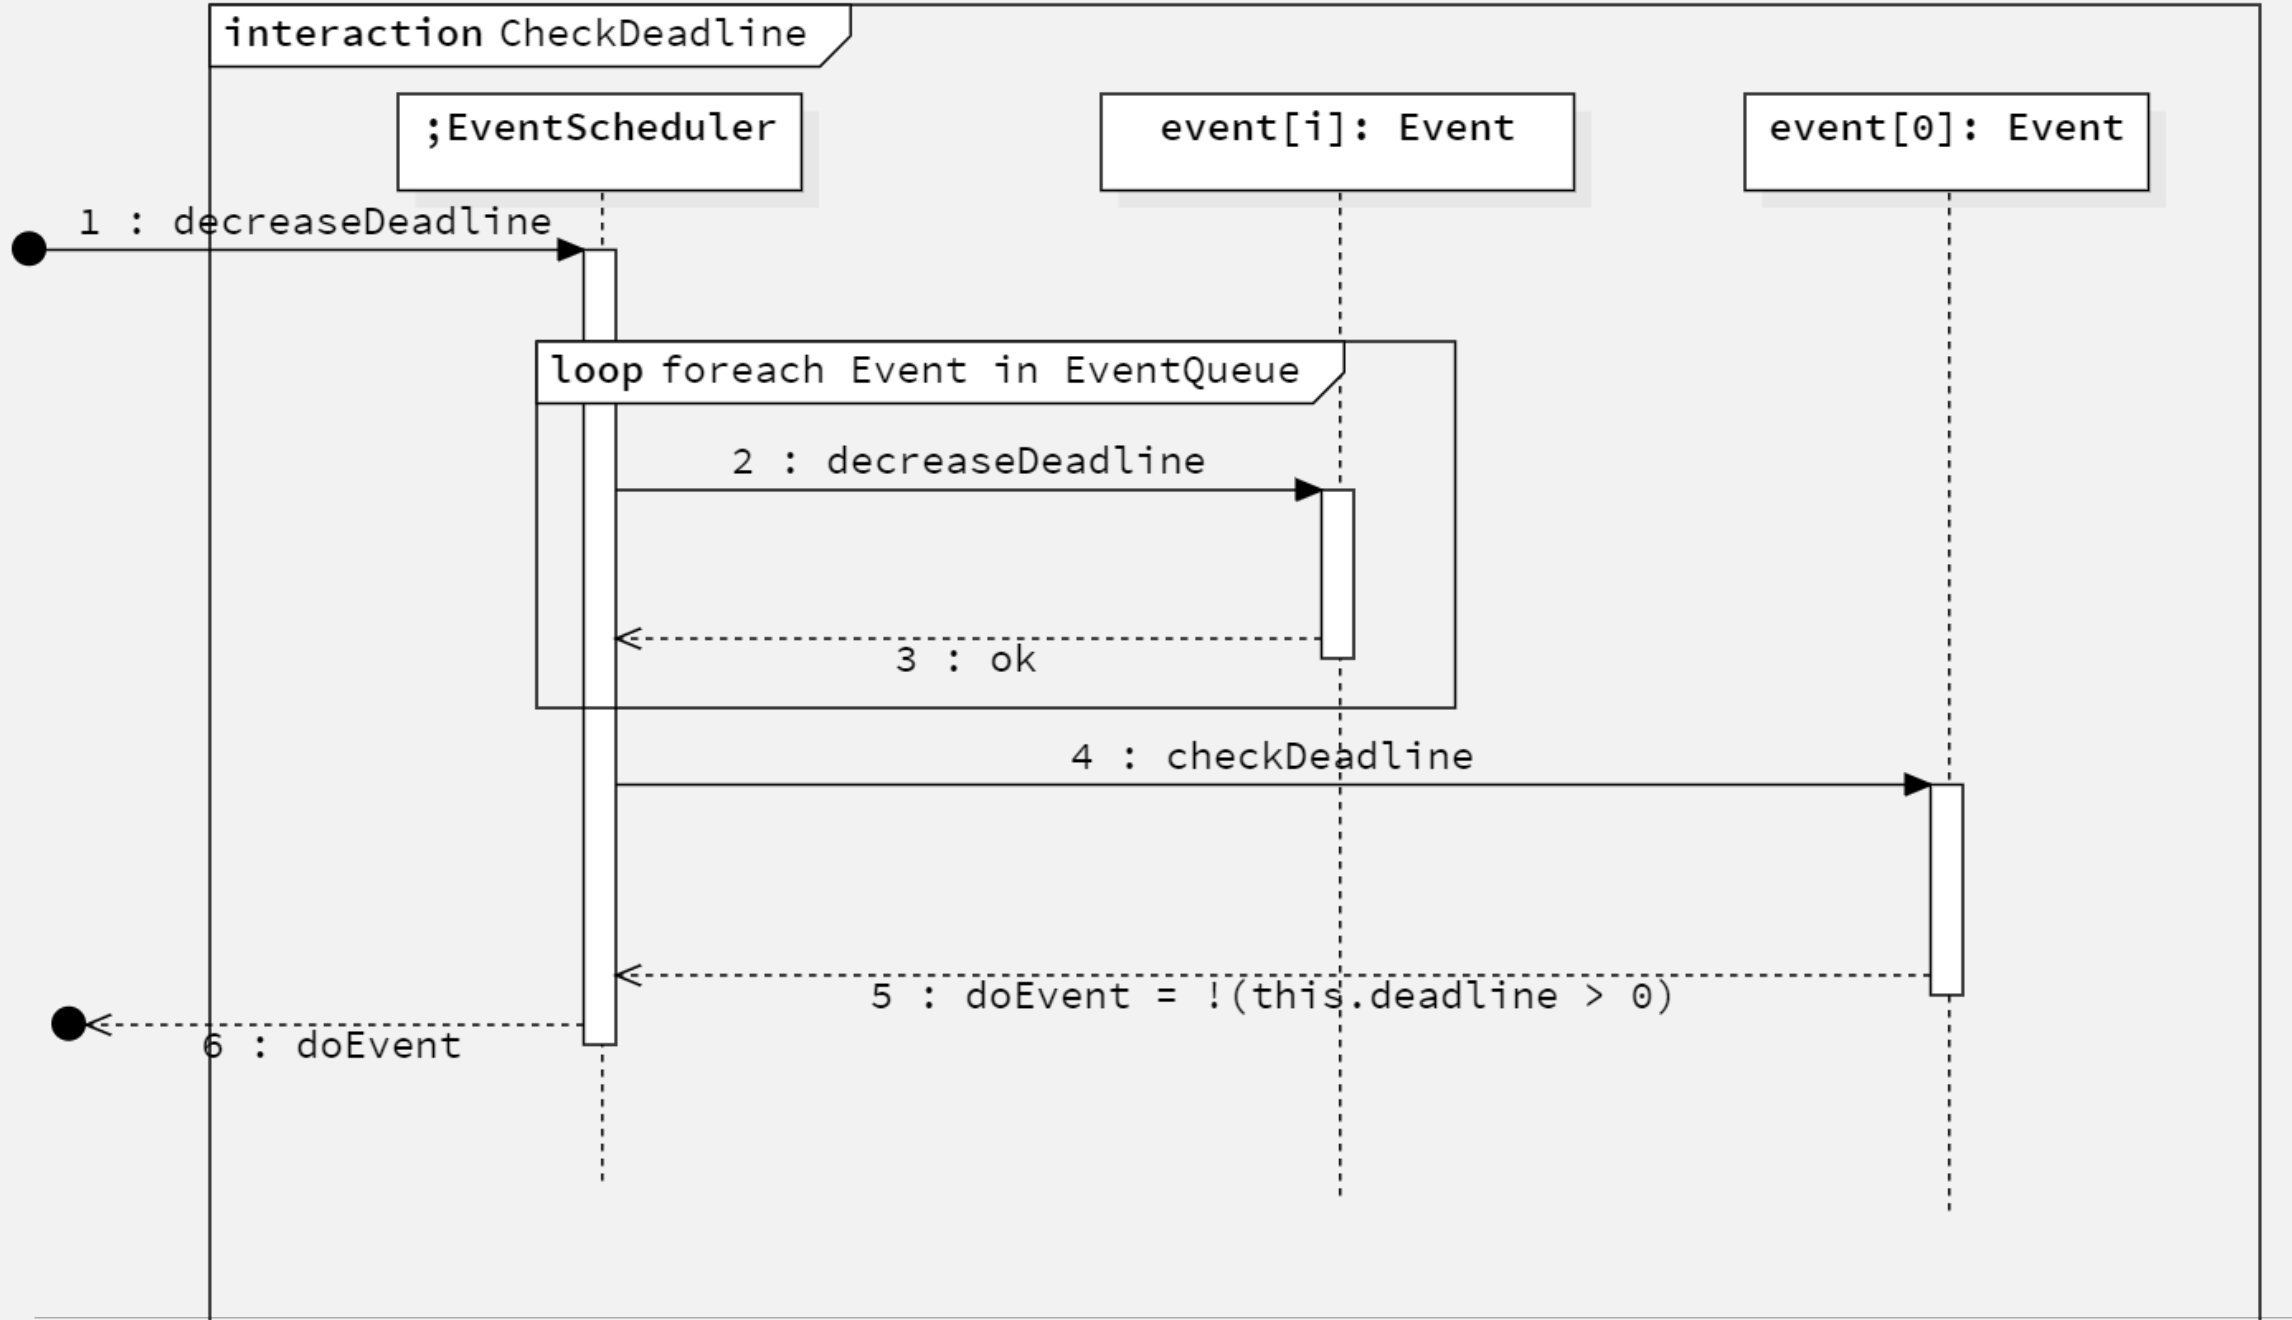 interaction CheckDeadline
;EventScheduler
event[i]: Event
event[0]: Event
1 : decreaseDeadline
loop foreach Event in EventQueue
2 : decreaseDeadline
3 : ok
4 : checkDeadline
5 : doEvent = !(this.deadline > 0)
6 : doEvent